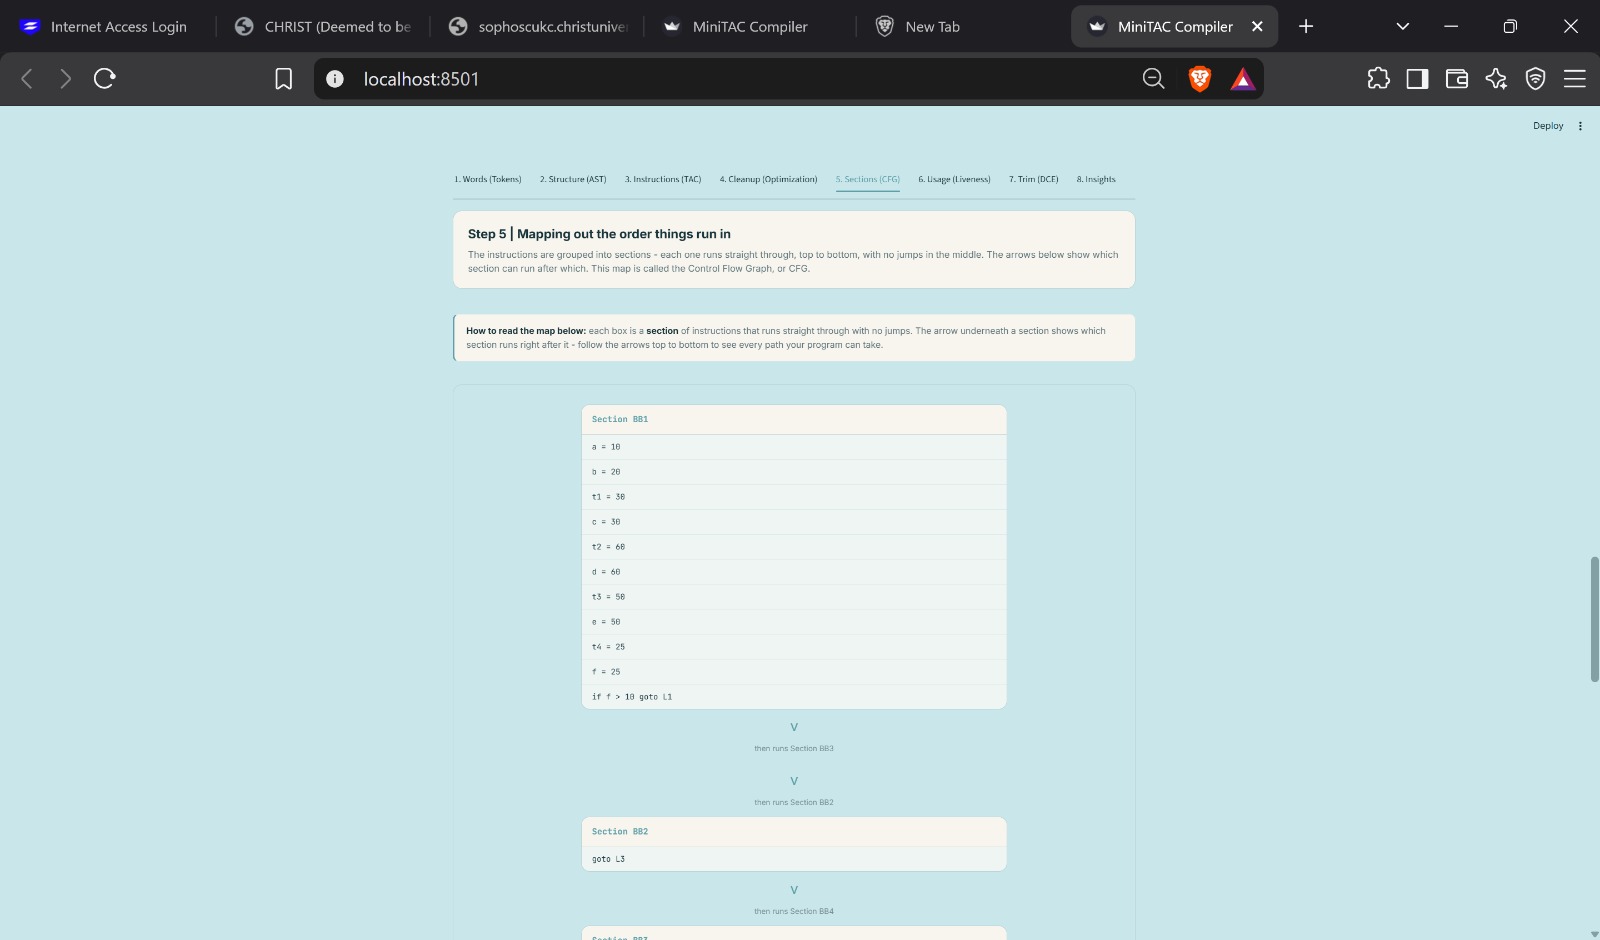 Internet Access Login
CHRIST (Deemed to be
sophoscukc.christunive
MiniTAC Compiler
New Tab
MiniTAC Compiler
localhost:8501
Deploy
1. Words (Tokens)
2. Structure (AST)
3. Instructions (TAC)
4. Cleanup (Optimization)
5. Sections (CFG)
6. Usage (Liveness)
7. Trim (DCE)
8. Insights
Step 5 | Mapping out the order things run in
The instructions are grouped into sections - each one runs straight through, top to bottom, with no jumps in the middle. The arrows below show which
section can run after which. This map is called the Control Flow Graph, or CFG.
How to read the map below: each box is a section of instructions that runs straight through with no jumps. The arrow underneath a section shows which
section runs right after it - follow the arrows top to bottom to see every path your program can take.
Section BB1
a = 10
b = 20
t1 = 30
c = 30
t2 = 60
d = 60
t3 = 50
e = 50
t4 = 25
f = 25
if f > 10 goto L1
V
then runs Section BB3
V
then runs Section BB2
Section BB2
goto L3
V
then runs Section BB4
Section BB3